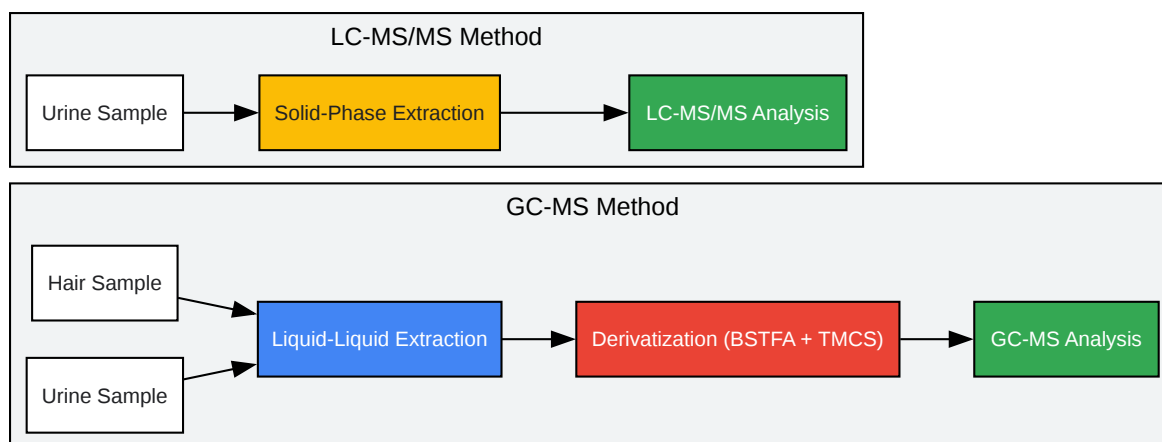 LC-MS/MS Method
Urine Sample
Solid-Phase Extraction
LC-MS/MS Analysis
GC-MS Method
Hair Sample
Urine Sample
Liquid-Liquid Extraction
Derivatization (BSTFA + TMCS)
GC-MS Analysis